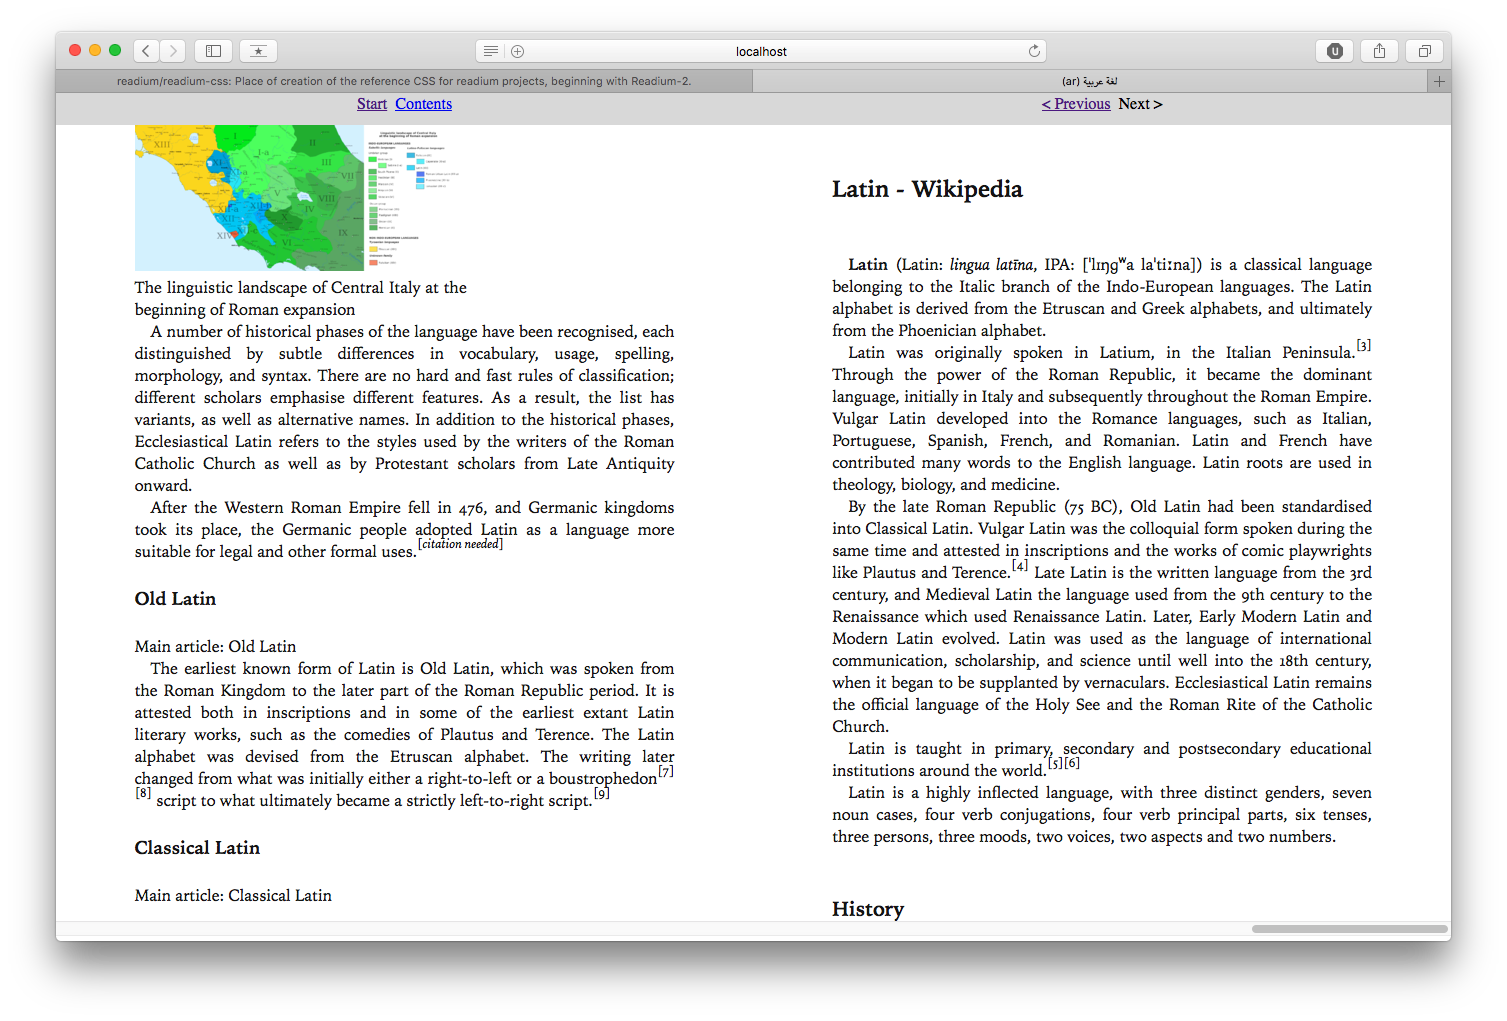 localhost
readium/readium-css: Place of creation of the reference CSS for readium projects, beginning with Readium-2.
لغة عربية (ar)
Start Contents
< Previous Next >
Latin - Wikipedia
Latin (Latin: lingua latīna, IPA: [ˈlɪŋɡʷa laˈtiːna]) is a classical language
belonging to the Italic branch of the Indo-European languages. The Latin
alphabet is derived from the Etruscan and Greek alphabets, and ultimately
from the Phoenician alphabet.
Latin was originally spoken in Latium, in the Italian Peninsula.[3]
Through the power of the Roman Republic, it became the dominant
language, initially in Italy and subsequently throughout the Roman Empire.
Vulgar Latin developed into the Romance languages, such as Italian,
Portuguese, Spanish, French, and Romanian. Latin and French have
contributed many words to the English language. Latin roots are used in
theology, biology, and medicine.
By the late Roman Republic (75 BC), Old Latin had been standardised
into Classical Latin. Vulgar Latin was the colloquial form spoken during the
same time and attested in inscriptions and the works of comic playwrights
like Plautus and Terence.[4] Late Latin is the written language from the 3rd
century, and Medieval Latin the language used from the 9th century to the
Renaissance which used Renaissance Latin. Later, Early Modern Latin and
Modern Latin evolved. Latin was used as the language of international
communication, scholarship, and science until well into the 18th century,
when it began to be supplanted by vernaculars. Ecclesiastical Latin remains
the official language of the Holy See and the Roman Rite of the Catholic
Church.
Latin is taught in primary, secondary and postsecondary educational
institutions around the world.[5][6]
Latin is a highly inflected language, with three distinct genders, seven
noun cases, four verb conjugations, four verb principal parts, six tenses,
three persons, three moods, two voices, two aspects and two numbers.
History
XIII
I
II
I-a
III
VII
V
VIII
IV
X
XII
IX
VI
XIV
Linguistic landscape of Central Italy
at the beginning of Roman expansion
The linguistic landscape of Central Italy at the
beginning of Roman expansion
A number of historical phases of the language have been recognised, each
distinguished by subtle differences in vocabulary, usage, spelling,
morphology, and syntax. There are no hard and fast rules of classification;
different scholars emphasise different features. As a result, the list has
variants, as well as alternative names. In addition to the historical phases,
Ecclesiastical Latin refers to the styles used by the writers of the Roman
Catholic Church as well as by Protestant scholars from Late Antiquity
onward.
After the Western Roman Empire fell in 476, and Germanic kingdoms
took its place, the Germanic people adopted Latin as a language more
suitable for legal and other formal uses.[citation needed]
Old Latin
Main article: Old Latin
The earliest known form of Latin is Old Latin, which was spoken from
the Roman Kingdom to the later part of the Roman Republic period. It is
attested both in inscriptions and in some of the earliest extant Latin
literary works, such as the comedies of Plautus and Terence. The Latin
alphabet was devised from the Etruscan alphabet. The writing later
changed from what was initially either a right-to-left or a boustrophedon[7]
[8] script to what ultimately became a strictly left-to-right script.[9]
Classical Latin
Main article: Classical Latin